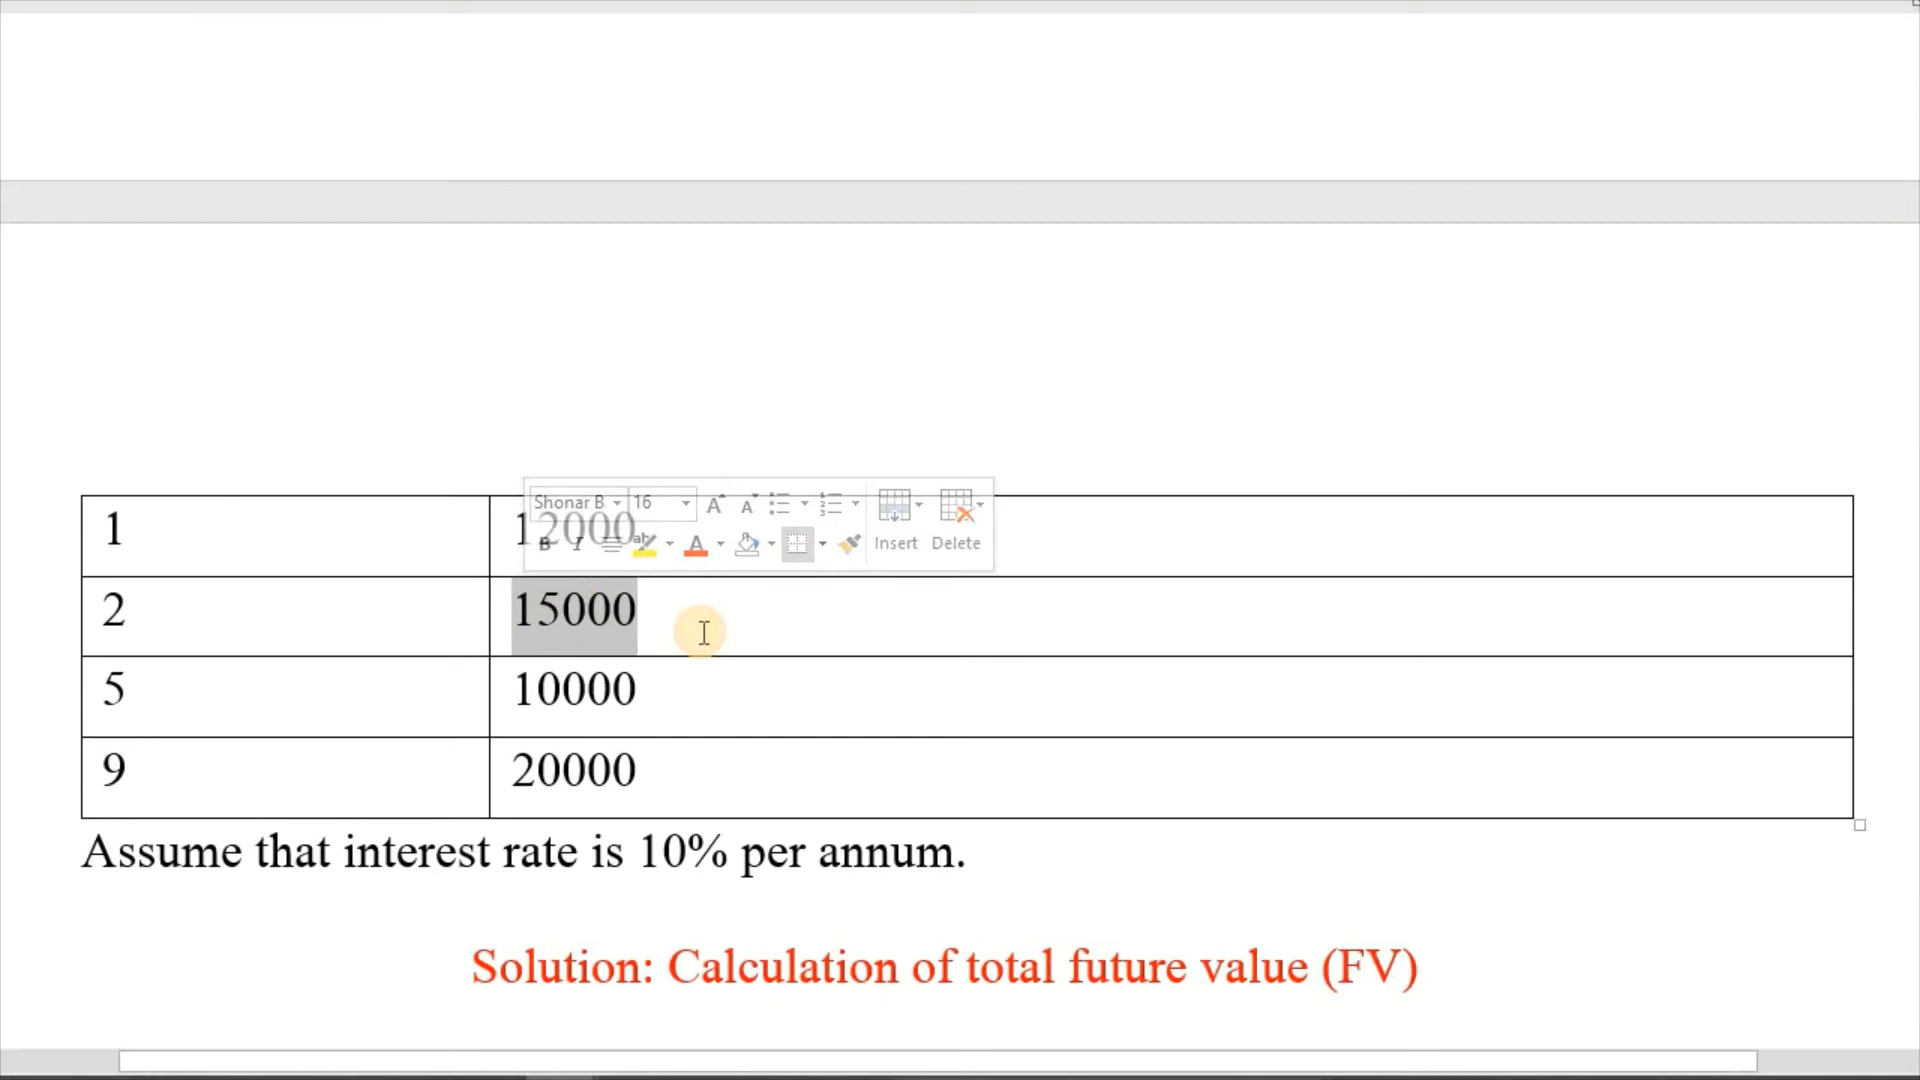 Shonar B 16
1 12000
B I ab A Insert Delete
2 15000
5 10000
9 20000
Assume that interest rate is 10% per annum.
Solution: Calculation of total future value (FV)